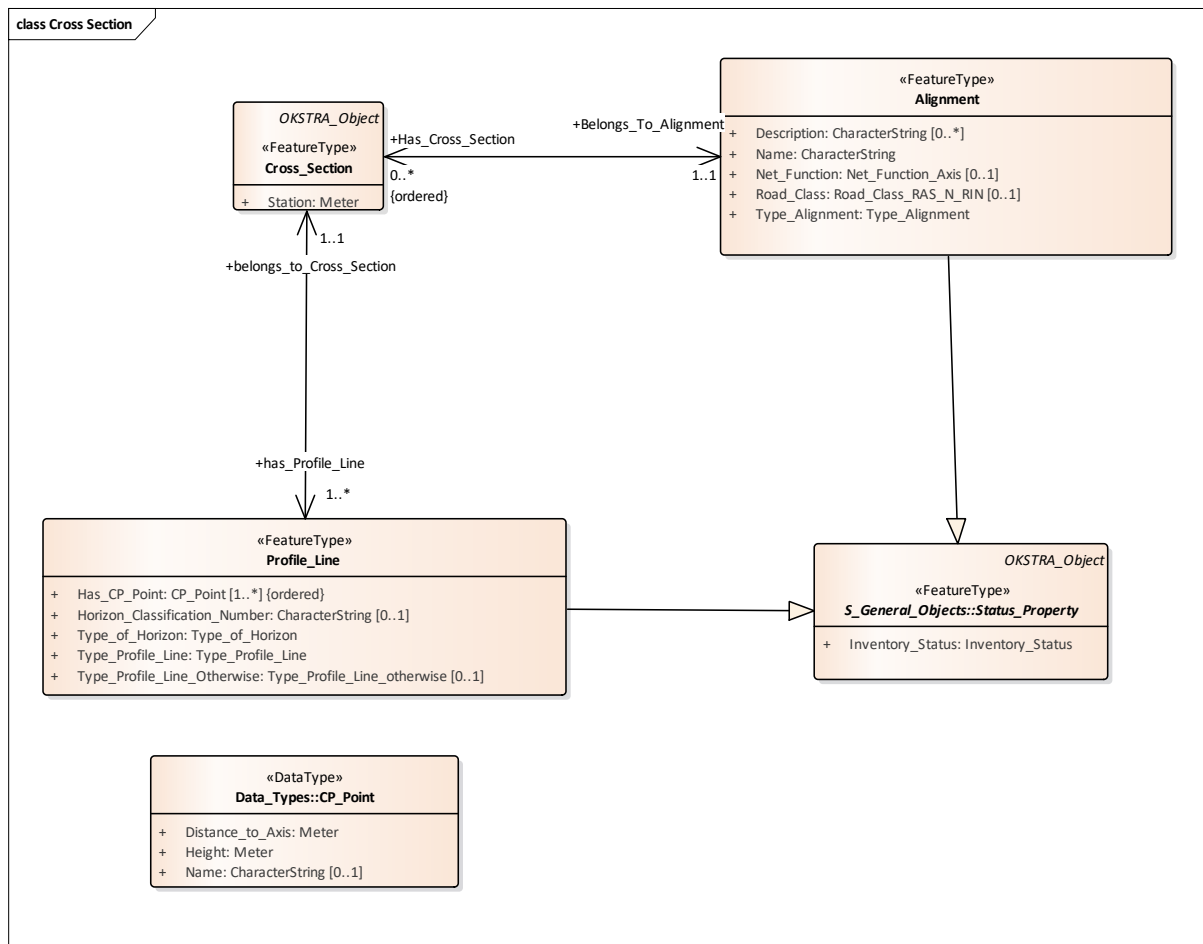 class Cross Section
OKSTRA_Object
«FeatureType»
Cross_Section
+ Station: Meter
+Has_Cross_Section
0..*
{ordered}
+Belongs_To_Alignment
1..1
«FeatureType»
Alignment
+ Description: CharacterString [0..*]
+ Name: CharacterString
+ Net_Function: Net_Function_Axis [0..1]
+ Road_Class: Road_Class_RAS_N_RIN [0..1]
+ Type_Alignment: Type_Alignment
1..1
+belongs_to_Cross_Section
+has_Profile_Line
1..*
«FeatureType»
Profile_Line
+ Has_CP_Point: CP_Point [1..*] {ordered}
+ Horizon_Classification_Number: CharacterString [0..1]
+ Type_of_Horizon: Type_of_Horizon
+ Type_Profile_Line: Type_Profile_Line
+ Type_Profile_Line_Otherwise: Type_Profile_Line_otherwise [0..1]
OKSTRA_Object
«FeatureType»
S_General_Objects::Status_Property
+ Inventory_Status: Inventory_Status
«DataType»
Data_Types::CP_Point
+ Distance_to_Axis: Meter
+ Height: Meter
+ Name: CharacterString [0..1]